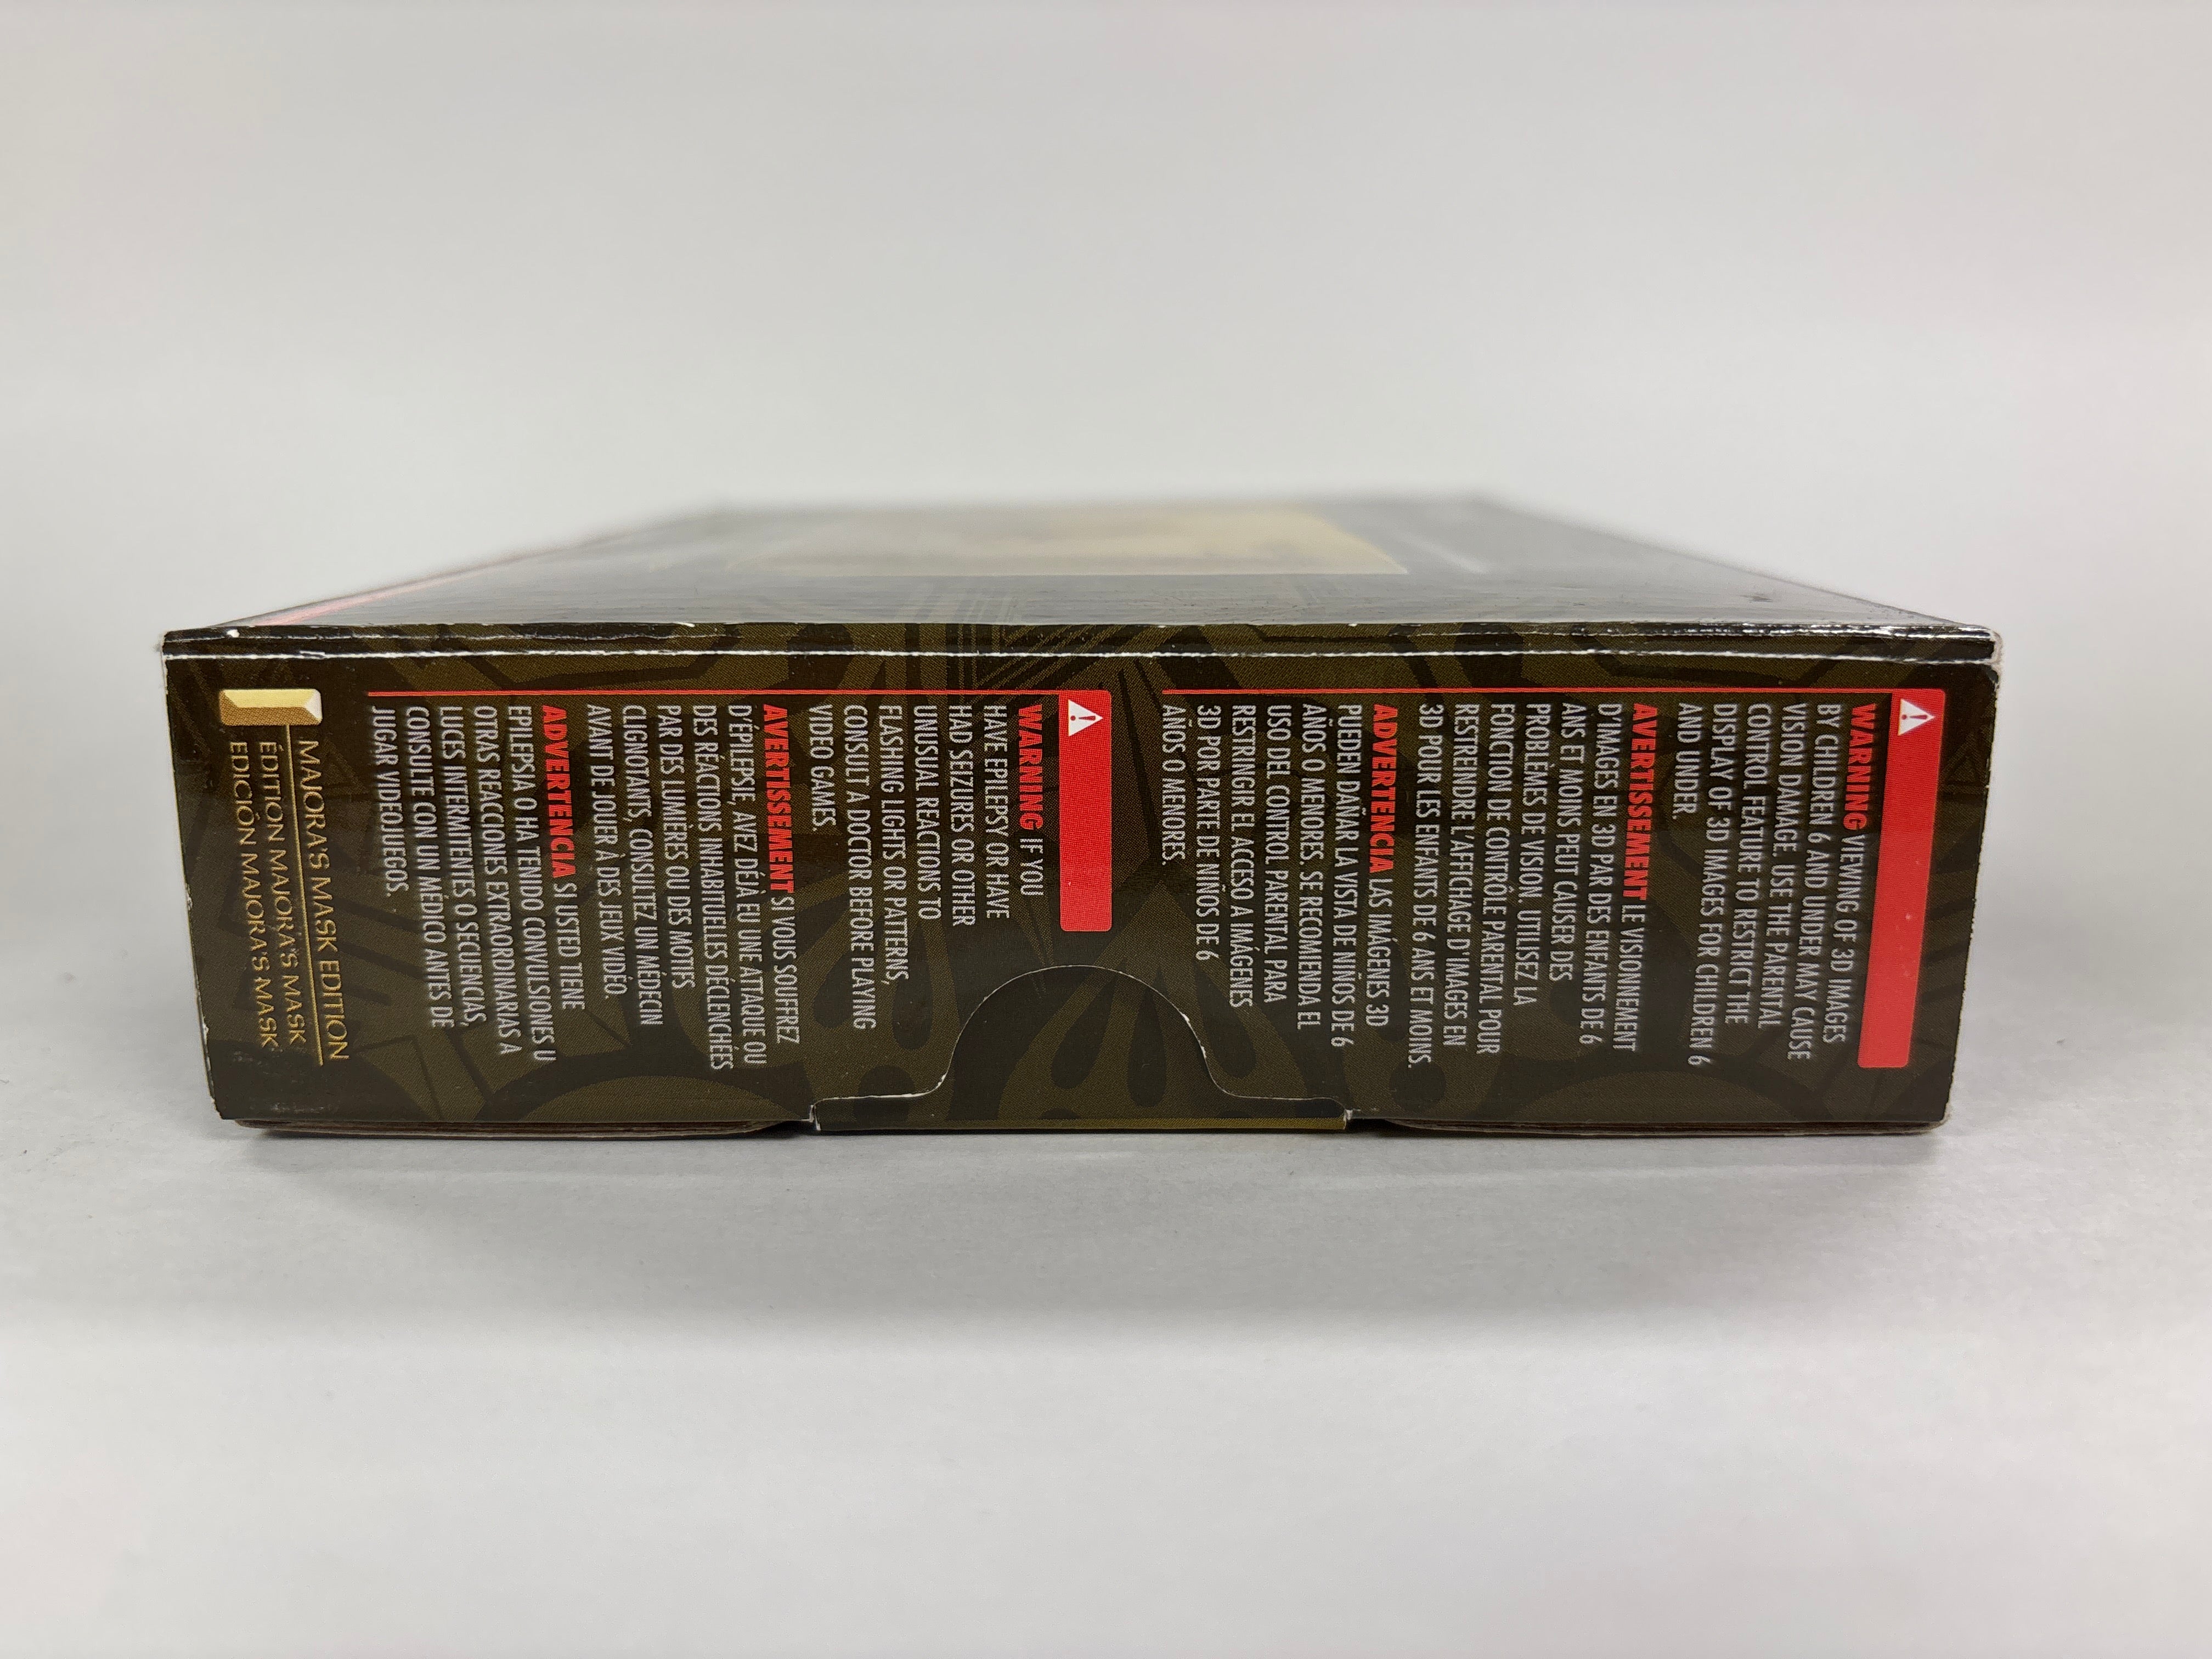 WARNING VIEWING OF 3D IMAGES
BY CHILDREN 6 AND UNDER MAY CAUSE
VISION DAMAGE. USE THE PARENTAL
CONTROL FEATURE TO RESTRICT THE
DISPLAY OF 3D IMAGES FOR CHILDREN 6
AND UNDER.
AVERTISSEMENT LE VISIONNEMENT
D'IMAGES EN 3D PAR DES ENFANTS DE 6
ANS ET MOINS PEUT CAUSER DES
PROBLÈMES DE VISION. UTILISEZ LA
FONCTION DE CONTRÔLE PARENTAL POUR
RESTREINDRE L'AFFICHAGE D'IMAGES EN
3D POUR LES ENFANTS DE 6 ANS ET MOINS.
ADVERTENCIA LAS IMÁGENES 3D
PUEDEN DAÑAR LA VISTA DE NIÑOS DE 6
AÑOS O MENORES. SE RECOMIENDA EL
USO DEL CONTROL PARENTAL PARA
RESTRINGIR EL ACCESO A IMÁGENES
3D POR PARTE DE NIÑOS DE 6
AÑOS O MENORES.
WARNING IF YOU
HAVE EPILEPSY OR HAVE
HAD SEIZURES OR OTHER
UNUSUAL REACTIONS TO
FLASHING LIGHTS OR PATTERNS,
CONSULT A DOCTOR BEFORE PLAYING
VIDEO GAMES.
AVERTISSEMENT SI VOUS SOUFFREZ
D'ÉPILEPSIE, AVEZ DÉJÀ EU UNE ATTAQUE OU
DES RÉACTIONS INHABITUELLES DÉCLENCHÉES
PAR DES LUMIÈRES OU DES MOTIFS
CLIGNOTANTS, CONSULTEZ UN MÉDECIN
AVANT DE JOUER À DES JEUX VIDÉO.
ADVERTENCIA SI USTED TIENE
EPILEPSIA O HA TENIDO CONVULSIONES U
OTRAS REACCIONES EXTRAORDINARIAS A
LUCES INTERMITENTES O SECUENCIAS,
CONSULTE CON UN MÉDICO ANTES DE
JUGAR VIDEOJUEGOS.
MAJORA'S MASK EDITION
ÉDITION MAJORA'S MASK
EDICIÓN MAJORA'S MASK